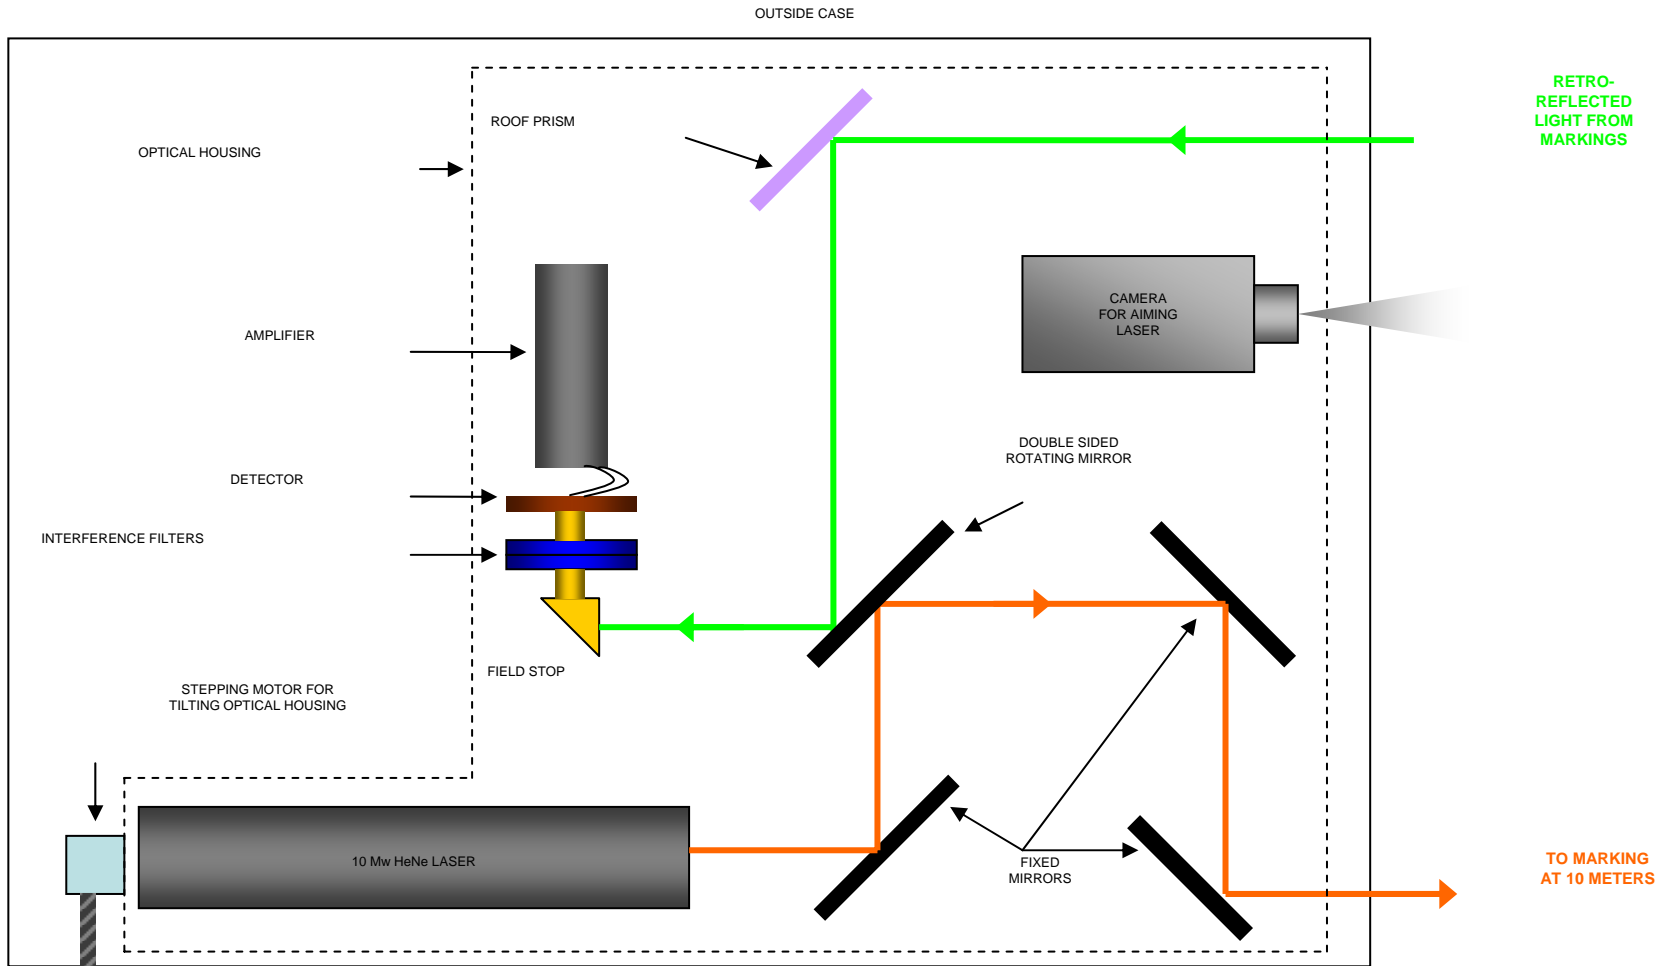 OUTSIDE CASE
RETRO-
REFLECTED
LIGHT FROM
MARKINGS
ROOF PRISM
OPTICAL HOUSING
CAMERA
FOR AIMING
LASER
AMPLIFIER
DOUBLE SIDED
ROTATING MIRROR
DETECTOR
INTERFERENCE FILTERS
FIELD STOP
STEPPING MOTOR FOR
TILTING OPTICAL HOUSING
10 Mw HeNe LASER
FIXED
MIRRORS
TO MARKING
AT 10 METERS